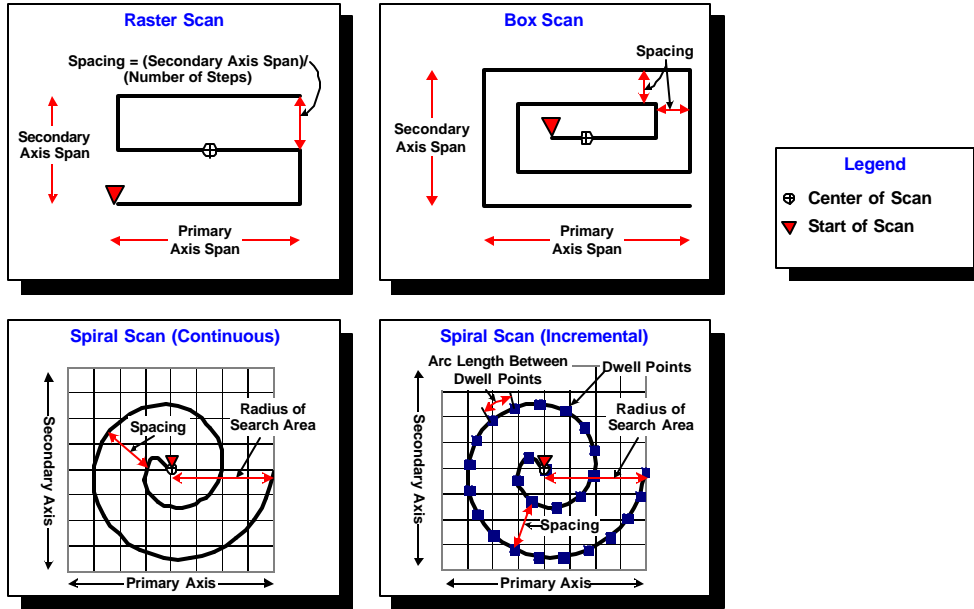 Raster Scan
Spacing = (Secondary Axis Span)/
(Number of Steps)
Secondary
Axis Span
Primary
Axis Span
Box Scan
Spacing
Secondary
Axis Span
Primary
Axis Span
Legend
Center of Scan
Start of Scan
Spiral Scan (Continuous)
Secondary Axis
Spacing
Radius of
Search Area
Primary Axis
Spiral Scan (Incremental)
Arc Length Between
Dwell Points
Dwell Points
Radius of
Search Area
Secondary Axis
Spacing
Primary Axis